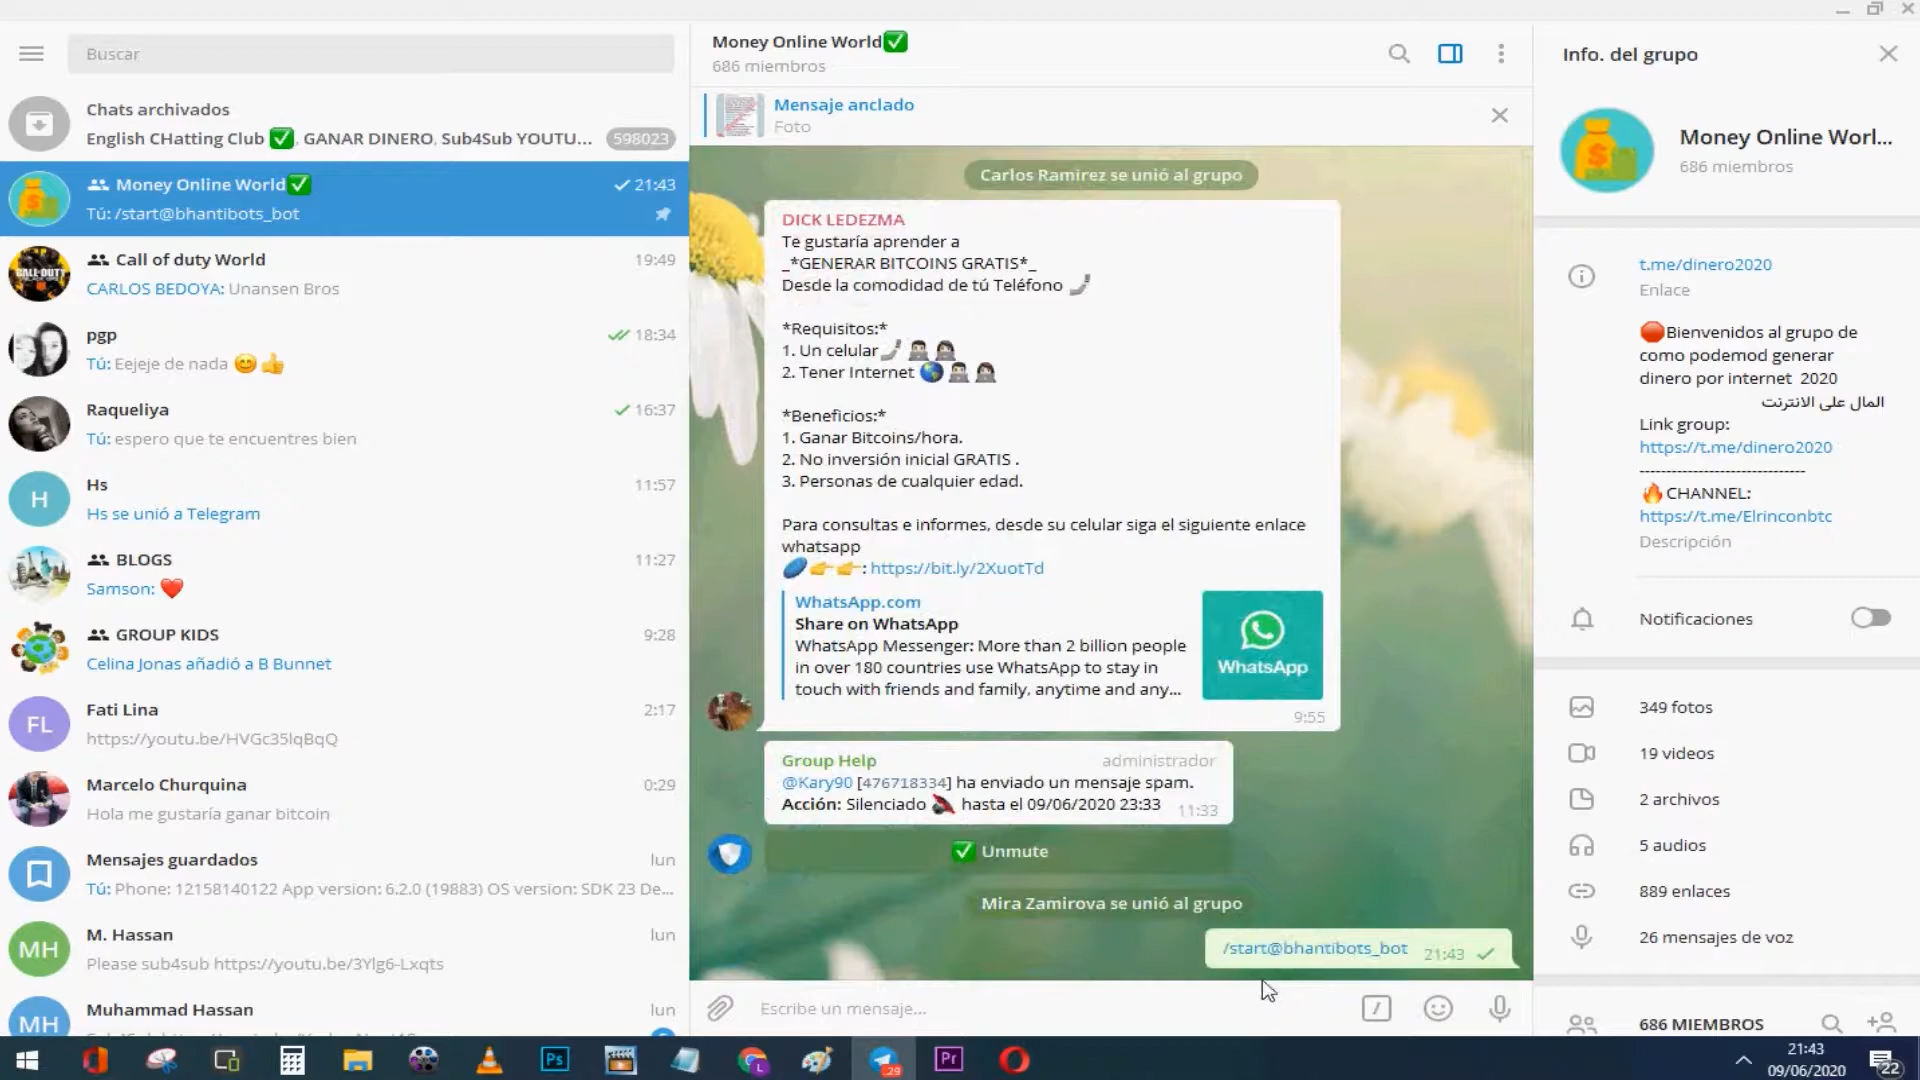 Buscar
Chats archivados
English CHatting Club ✅, GANAR DINERO, Sub4Sub YOUTU... 598023
Money Online World✅ 21:43
Tú: /start@bhantibots_bot
Call of duty World 19:49
CARLOS BEDOYA: Unansen Bros
pgp 18:34
Tú: Eejeje de nada 😊👍
Raqueliya 16:37
Tú: espero que te encuentres bien
Hs 11:57
Hs se unió a Telegram
BLOGS 11:27
Samson: ❤️
GROUP KIDS 9:28
Celina Jonas añadió a B Bunnet
Fati Lina 2:17
https://youtu.be/HVGc35lqBqQ
Marcelo Churquina 0:29
Hola me gustaría ganar bitcoin
Mensajes guardados lun
Tú: Phone: 12158140122 App version: 6.2.0 (19883) OS version: SDK 23 De...
M. Hassan lun
Please sub4sub https://youtu.be/3Ylg6-Lxqts
Muhammad Hassan lun
H
FL
MH
MH
Money Online World✅
686 miembros
Mensaje anclado
Foto
Carlos Ramirez se unió al grupo
DICK LEDEZMA
Te gustaría aprender a
_*GENERAR BITCOINS GRATIS*_
Desde la comodidad de tú Teléfono 🤳
*Requisitos:*
1. Un celular🤳👨‍💻👩‍💻
2. Tener Internet 🌎👨‍💻👩‍💻
*Beneficios:*
1. Ganar Bitcoins/hora.
2. No inversión inicial GRATIS .
3. Personas de cualquier edad.
Para consultas e informes, desde su celular siga el siguiente enlace
whatsapp
🏉👉👉: https://bit.ly/2XuotTd
WhatsApp.com
Share on WhatsApp
WhatsApp Messenger: More than 2 billion people
in over 180 countries use WhatsApp to stay in
touch with friends and family, anytime and any...
WhatsApp
9:55
Group Help administrador
@Kary90 [476718334] ha enviado un mensaje spam.
Acción: Silenciado hasta el 09/06/2020 23:33 11:33
✅ Unmute
Mira Zamirova se unió al grupo
/start@bhantibots_bot 21:43
Escribe un mensaje...
Info. del grupo
Money Online Worl...
686 miembros
t.me/dinero2020
Enlace
🛑Bienvenidos al grupo de
como podemod generar
dinero por internet 2020
المال على الانترنت
Link group:
https://t.me/dinero2020
------------------------------
🔥CHANNEL:
https://t.me/Elrinconbtc
Descripción
Notificaciones
349 fotos
19 videos
2 archivos
5 audios
889 enlaces
26 mensajes de voz
686 MIEMBROS
Ps
L
29
Pr
21:43
09/06/2020
22